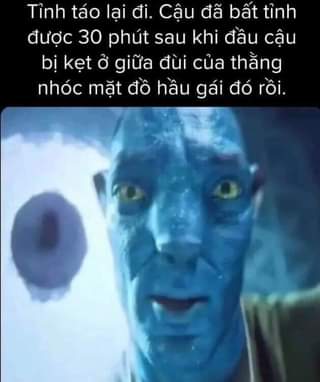 Tỉnh táo lại đi. Cậu đã bất tỉnh
được 30 phút sau khi đầu cậu
bị kẹt ở giữa đùi của thằng
nhóc mặt đồ hầu gái đó rồi.